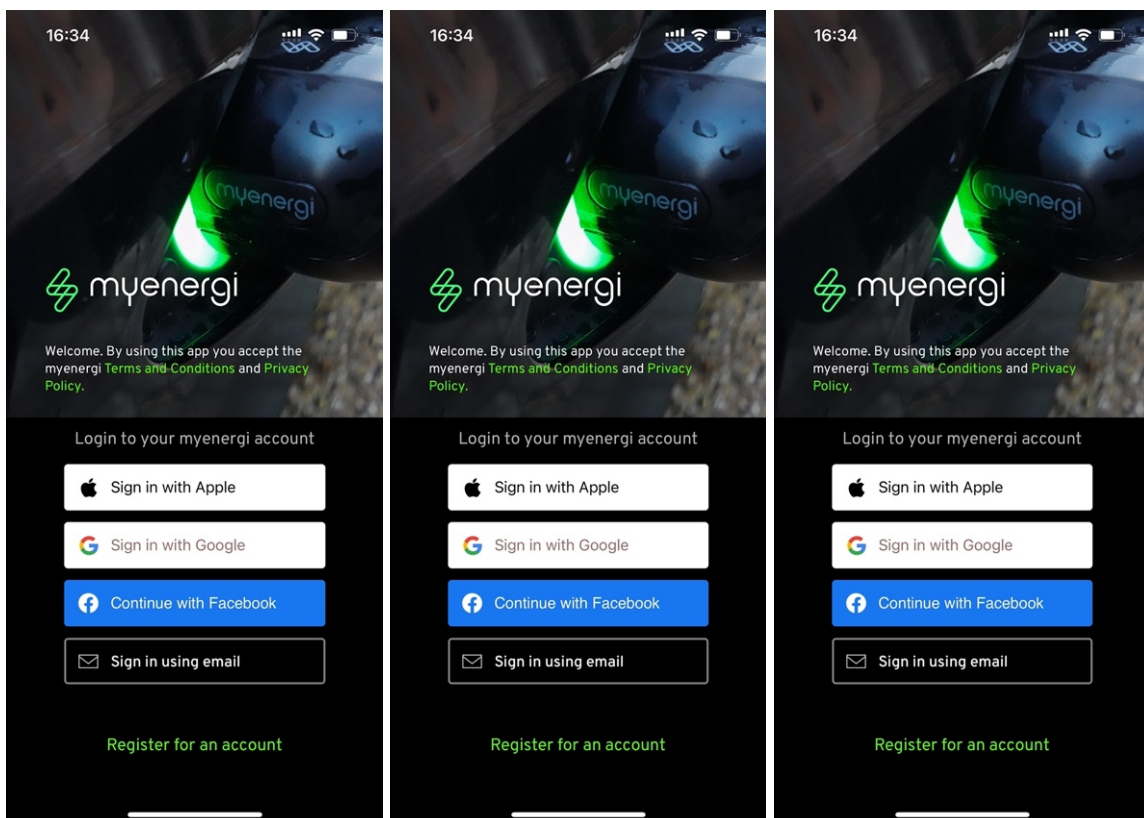 16:34
myenergi
myenergi
Welcome. By using this app you accept the
myenergi Terms and Conditions and Privacy
Policy.
Login to your myenergi account
Sign in with Apple
Sign in with Google
Continue with Facebook
Sign in using email
Register for an account
16:34
myenergi
myenergi
Welcome. By using this app you accept the
myenergi Terms and Conditions and Privacy
Policy.
Login to your myenergi account
Sign in with Apple
Sign in with Google
Continue with Facebook
Sign in using email
Register for an account
16:34
myenergi
myenergi
Welcome. By using this app you accept the
myenergi Terms and Conditions and Privacy
Policy.
Login to your myenergi account
Sign in with Apple
Sign in with Google
Continue with Facebook
Sign in using email
Register for an account